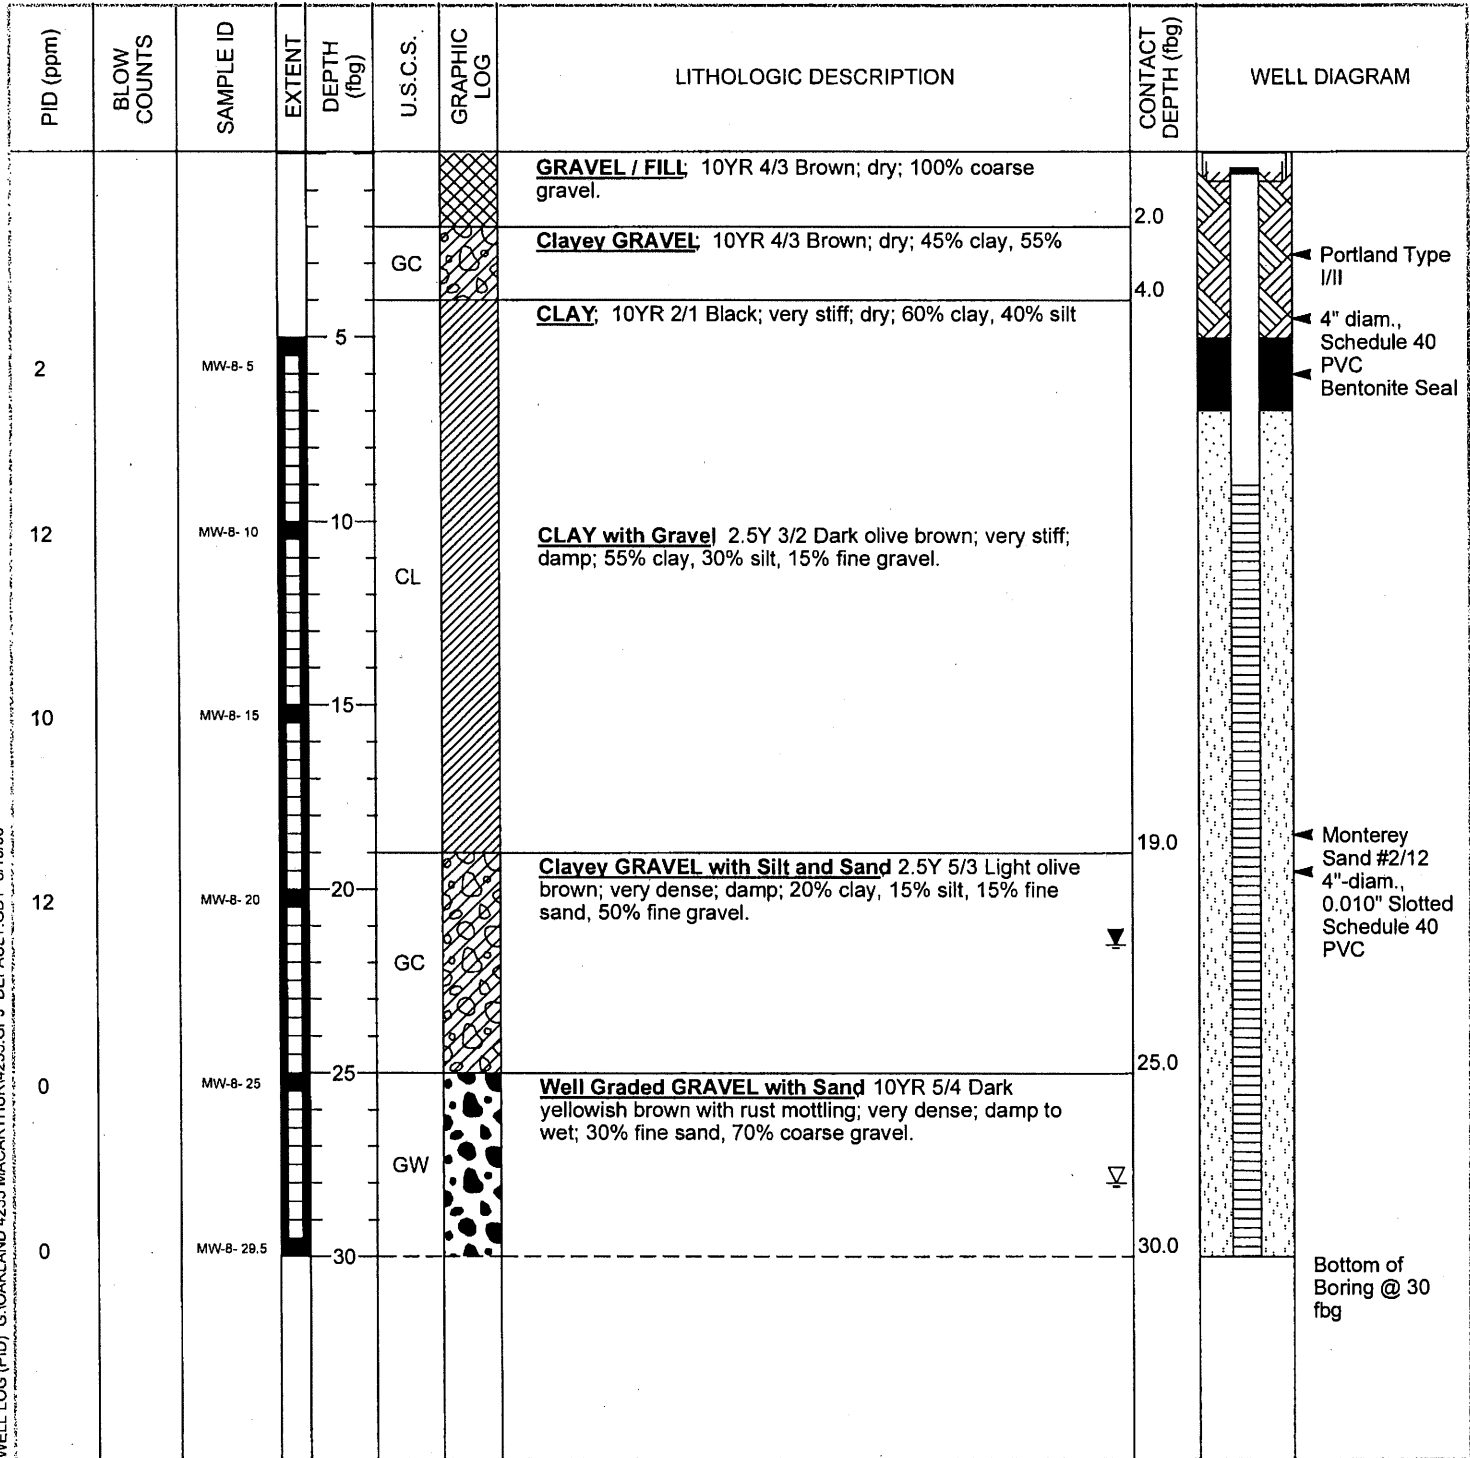 PID (ppm)
BLOW
COUNTS
SAMPLE ID
EXTENT
DEPTH
(fbg)
U.S.C.S.
GRAPHIC
LOG
LITHOLOGIC DESCRIPTION
CONTACT
DEPTH (fbg)
WELL DIAGRAM
GRAVEL / FILL; 10YR 4/3 Brown; dry; 100% coarse
gravel.
2.0
GC
Clayey GRAVEL; 10YR 4/3 Brown; dry; 45% clay, 55%
4.0
Portland Type
I/II
CLAY; 10YR 2/1 Black; very stiff; dry; 60% clay, 40% silt
4" diam.,
Schedule 40
PVC
Bentonite Seal
5
2
MW-8- 5
10
12
MW-8- 10
CLAY with Gravel 2.5Y 3/2 Dark olive brown; very stiff;
damp; 55% clay, 30% silt, 15% fine gravel.
CL
15
10
MW-8- 15
19.0
Monterey
Sand #2/12
4"-diam.,
0.010" Slotted
Schedule 40
PVC
Clayey GRAVEL with Silt and Sand 2.5Y 5/3 Light olive
brown; very dense; damp; 20% clay, 15% silt, 15% fine
sand, 50% fine gravel.
20
12
MW-8- 20
GC
25.0
25
0
MW-8- 25
Well Graded GRAVEL with Sand 10YR 5/4 Dark
yellowish brown with rust mottling; very dense; damp to
wet; 30% fine sand, 70% coarse gravel.
GW
0
MW-8- 29.5
30
30.0
Bottom of
Boring @ 30
fbg
WELL LOG (PID)